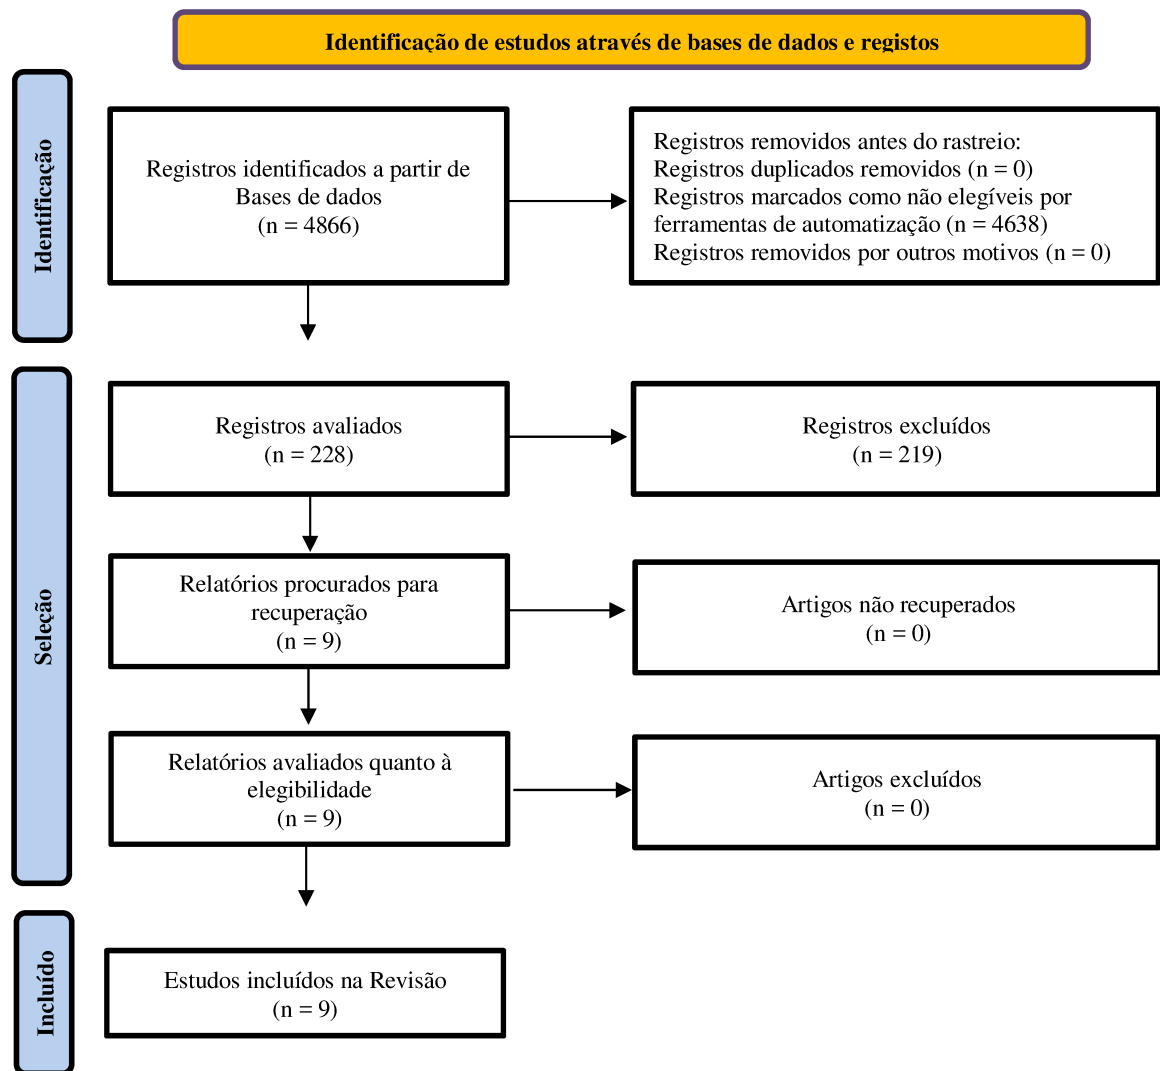 Identificação de estudos através de bases de dados e registos
Identificação
Registros identificados a partir de
Bases de dados
(n = 4866)
Registros removidos antes do rastreio:
Registros duplicados removidos (n = 0)
Registros marcados como não elegíveis por
ferramentas de automatização (n = 4638)
Registros removidos por outros motivos (n = 0)
Seleção
Registros avaliados
(n = 228)
Registros excluídos
(n = 219)
Relatórios procurados para
recuperação
(n = 9)
Artigos não recuperados
(n = 0)
Relatórios avaliados quanto à
elegibilidade
(n = 9)
Artigos excluídos
(n = 0)
Incluído
Estudos incluídos na Revisão
(n = 9)